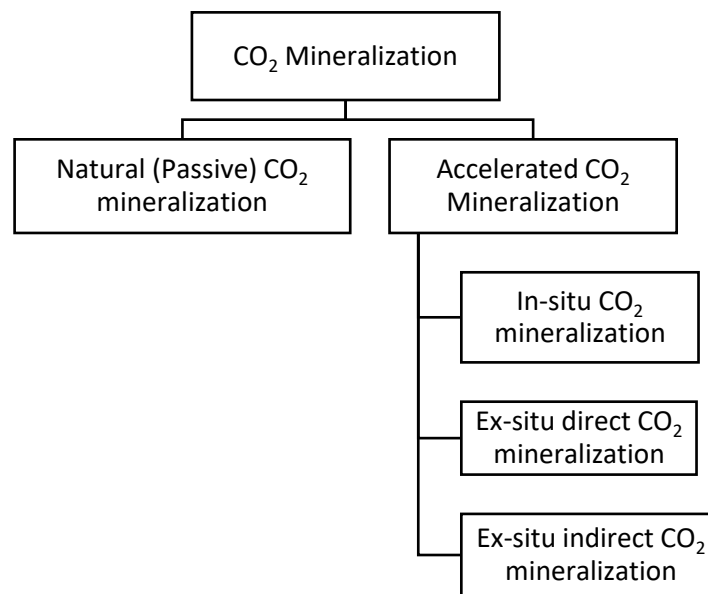 CO₂ Mineralization
Natural (Passive) CO₂
mineralization
Accelerated CO₂
Mineralization
In-situ CO₂
mineralization
Ex-situ direct CO₂
mineralization
Ex-situ indirect CO₂
mineralization